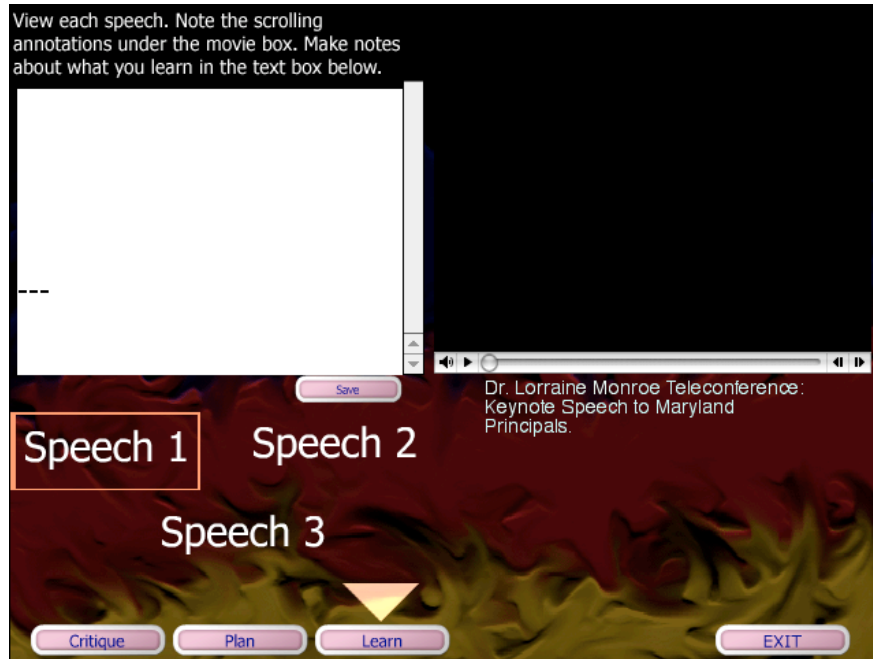 View each speech. Note the scrolling
annotations under the movie box. Make notes
about what you learn in the text box below.
---
Save
Dr. Lorraine Monroe Teleconference:
Keynote Speech to Maryland
Principals.
Speech 1
Speech 2
Speech 3
Critique
Plan
Learn
EXIT